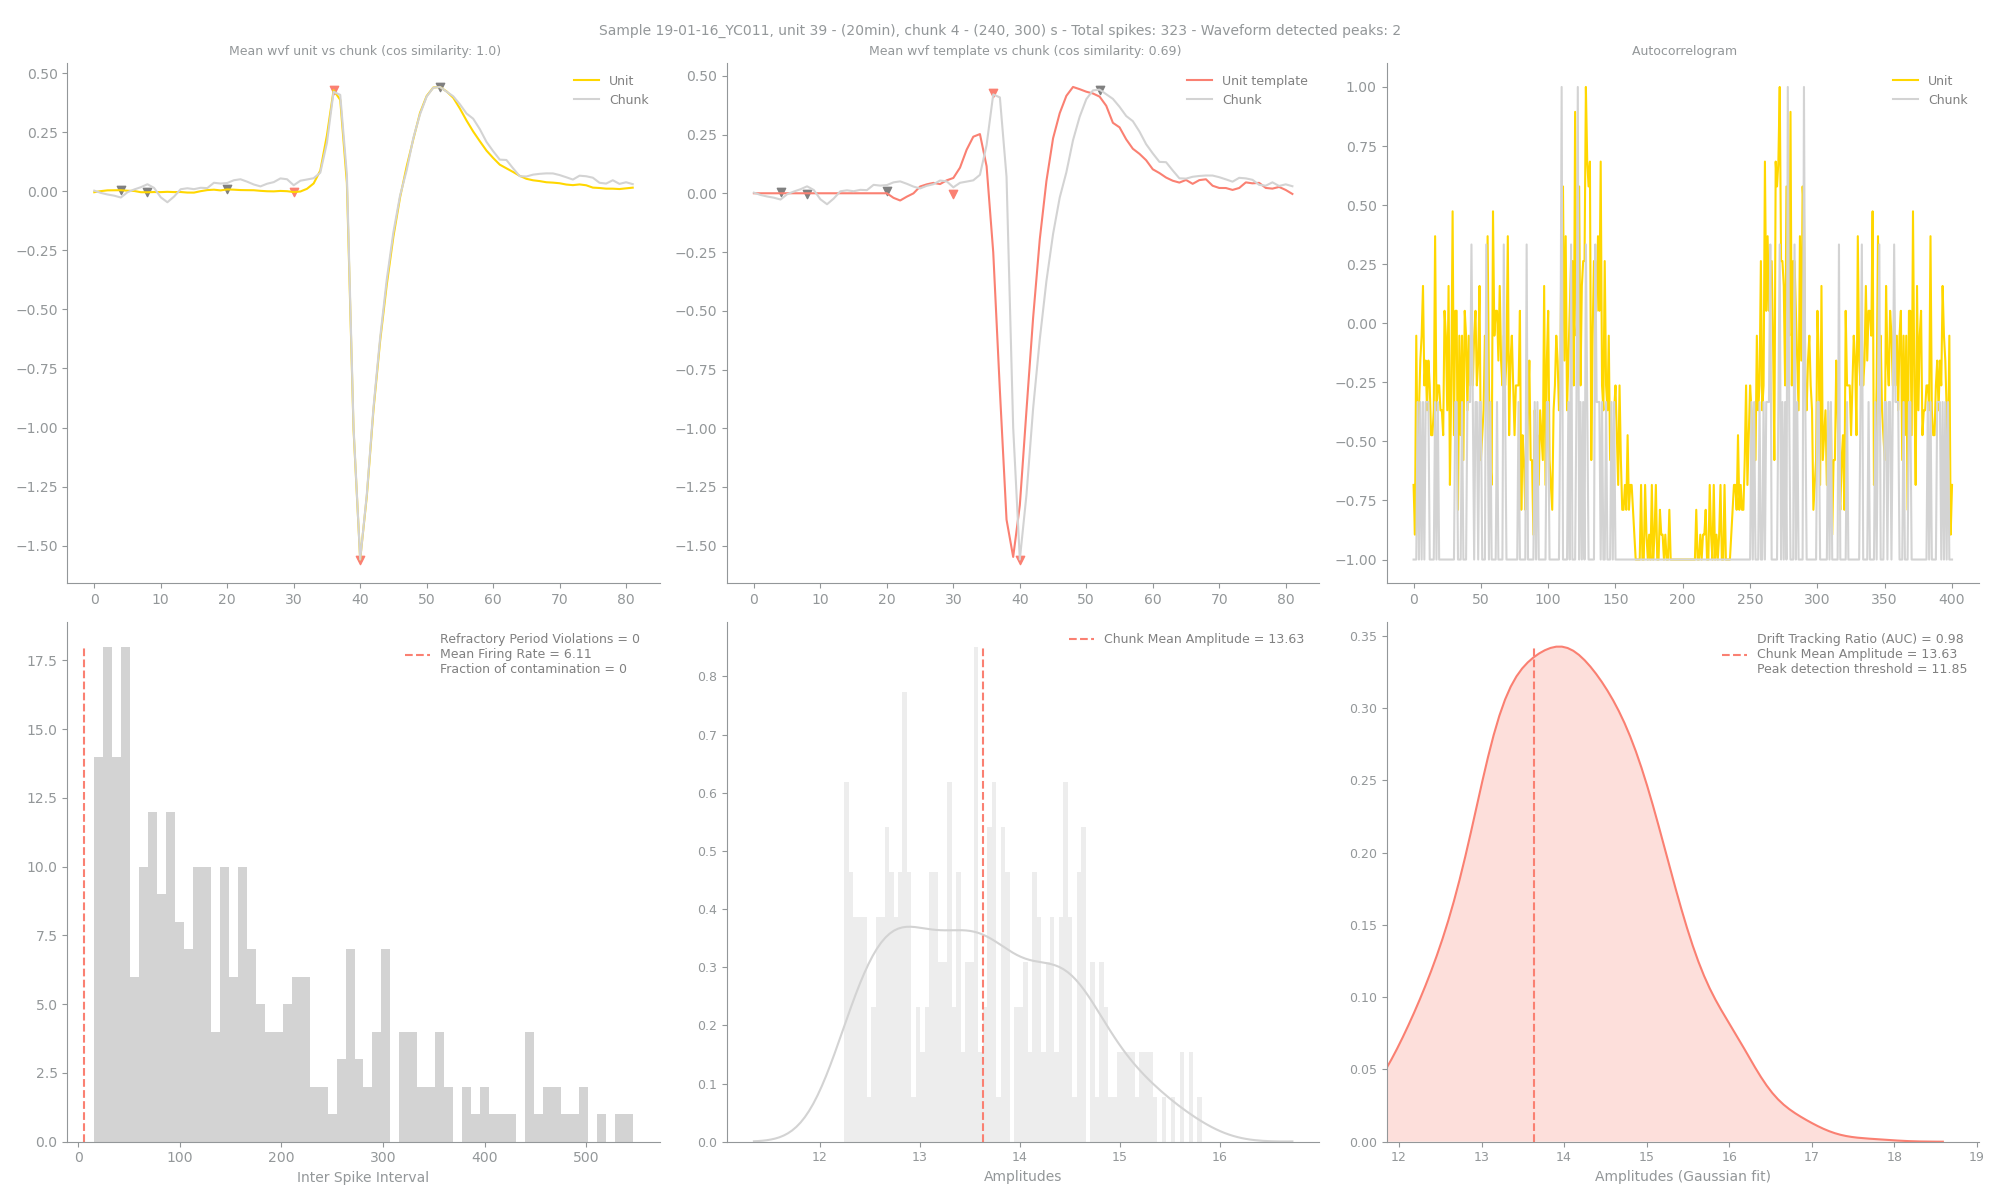 Sample 19-01-16_YC011, unit 39 - (20min), chunk 4 - (240, 300) s - Total spikes: 323 - Waveform detected peaks: 2
Mean wvf unit vs chunk (cos similarity: 1.0)
Unit
Chunk
0.50
0.25
0.00
−0.25
−0.50
−0.75
−1.00
−1.25
−1.50
0 10 20 30 40 50 60 70 80
Mean wvf template vs chunk (cos similarity: 0.69)
Unit template
Chunk
0.50
0.25
0.00
−0.25
−0.50
−0.75
−1.00
−1.25
−1.50
0 10 20 30 40 50 60 70 80
Autocorrelogram
Unit
Chunk
1.00
0.75
0.50
0.25
0.00
−0.25
−0.50
−0.75
−1.00
0 50 100 150 200 250 300 350 400
Refractory Period Violations = 0
Mean Firing Rate = 6.11
Fraction of contamination = 0
17.5
15.0
12.5
10.0
7.5
5.0
2.5
0.0
0 100 200 300 400 500
Inter Spike Interval
Chunk Mean Amplitude = 13.63
0.8
0.7
0.6
0.5
0.4
0.3
0.2
0.1
0.0
12 13 14 15 16
Amplitudes
Drift Tracking Ratio (AUC) = 0.98
Chunk Mean Amplitude = 13.63
Peak detection threshold = 11.85
0.35
0.30
0.25
0.20
0.15
0.10
0.05
0.00
12 13 14 15 16 17 18 19
Amplitudes (Gaussian fit)